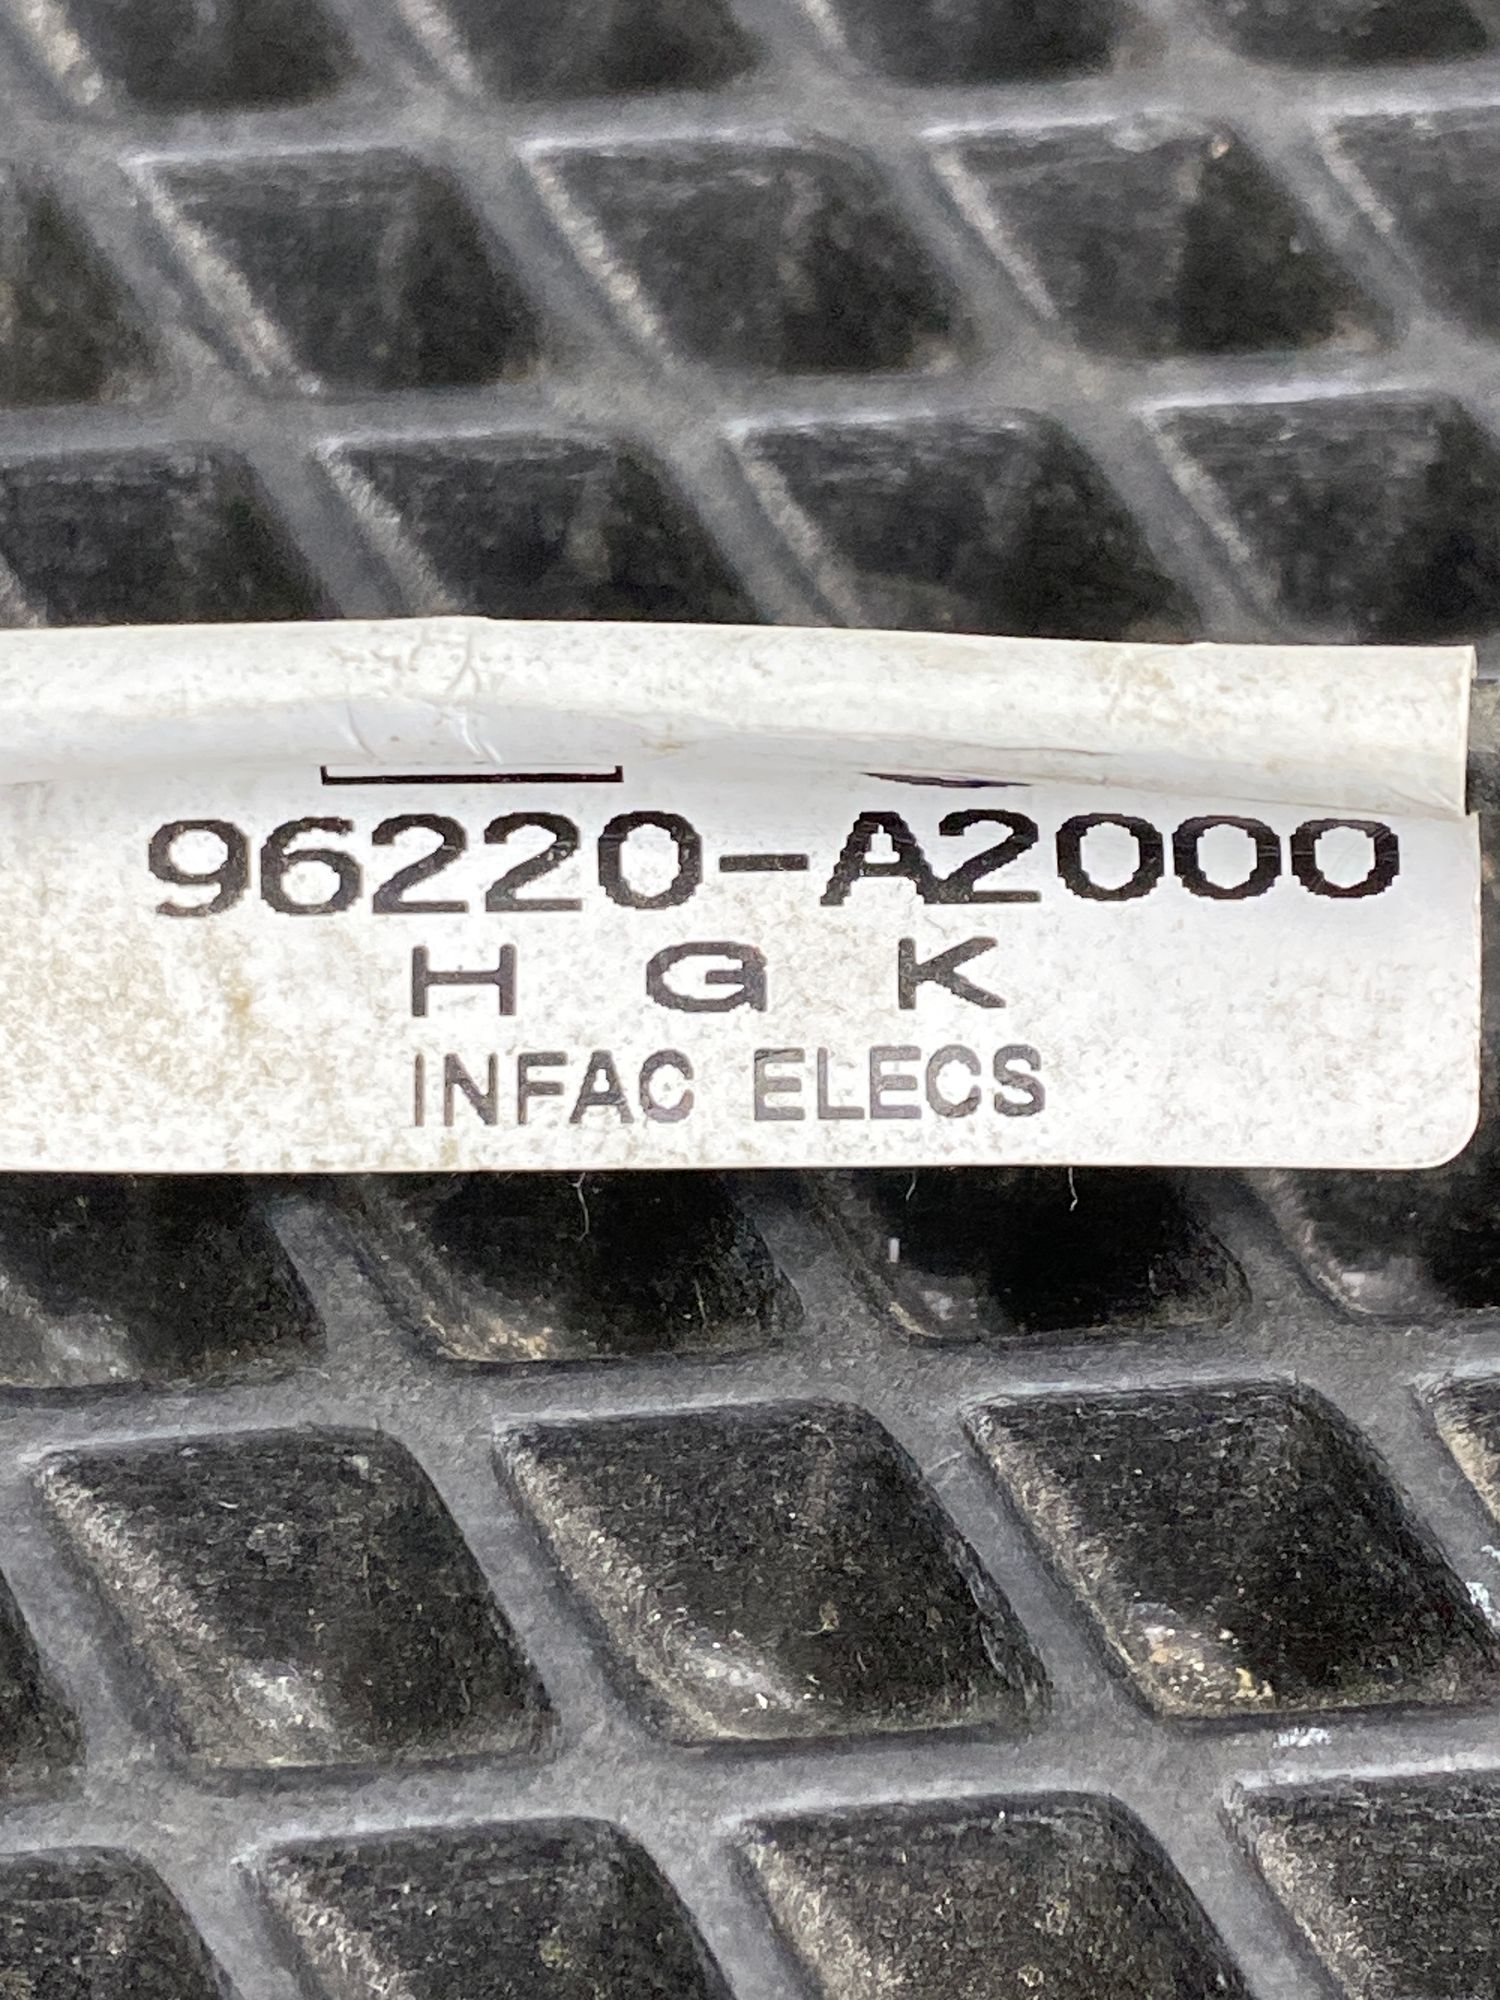 96220-A2000
H G K
INFAC ELECS